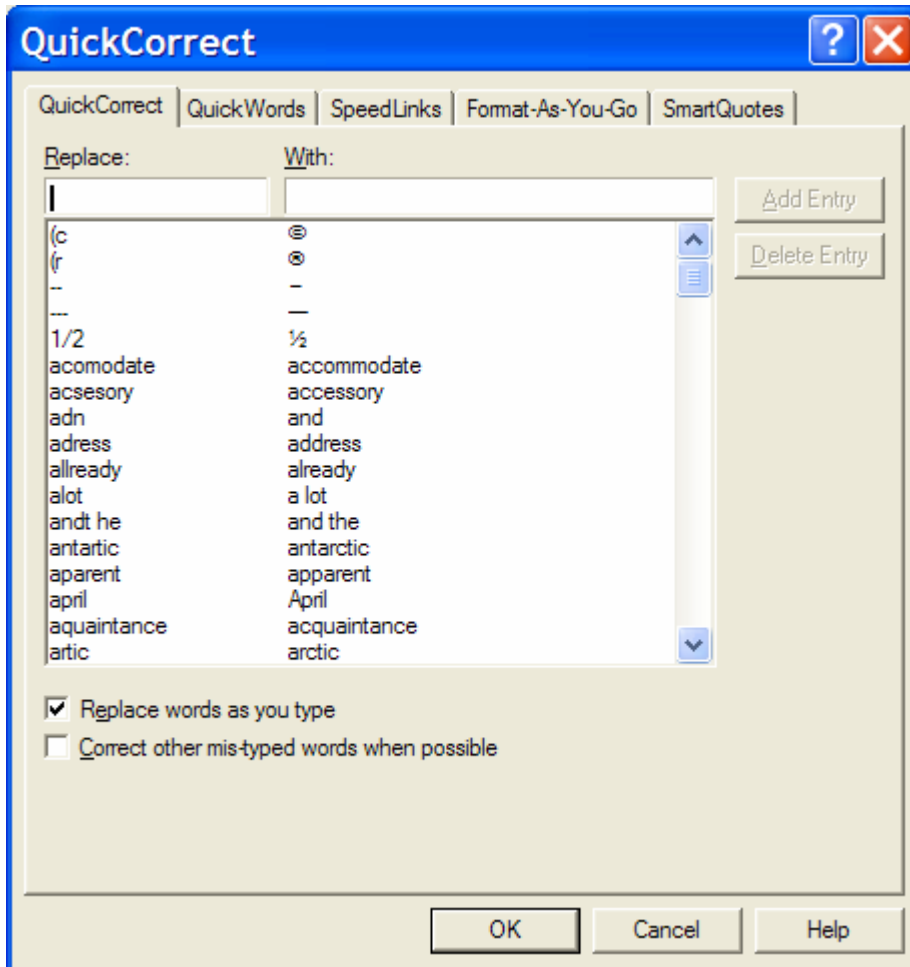 QuickCorrect
QuickCorrect QuickWords SpeedLinks Format-As-You-Go SmartQuotes
Replace: With:
Add Entry
(c ©
Delete Entry
(r ®
-- –
--- —
1/2 ½
acomodate accommodate
acsesory accessory
adn and
adress address
allready already
alot a lot
andt he and the
antartic antarctic
aparent apparent
april April
aquaintance acquaintance
artic arctic
Replace words as you type
Correct other mis-typed words when possible
OK Cancel Help